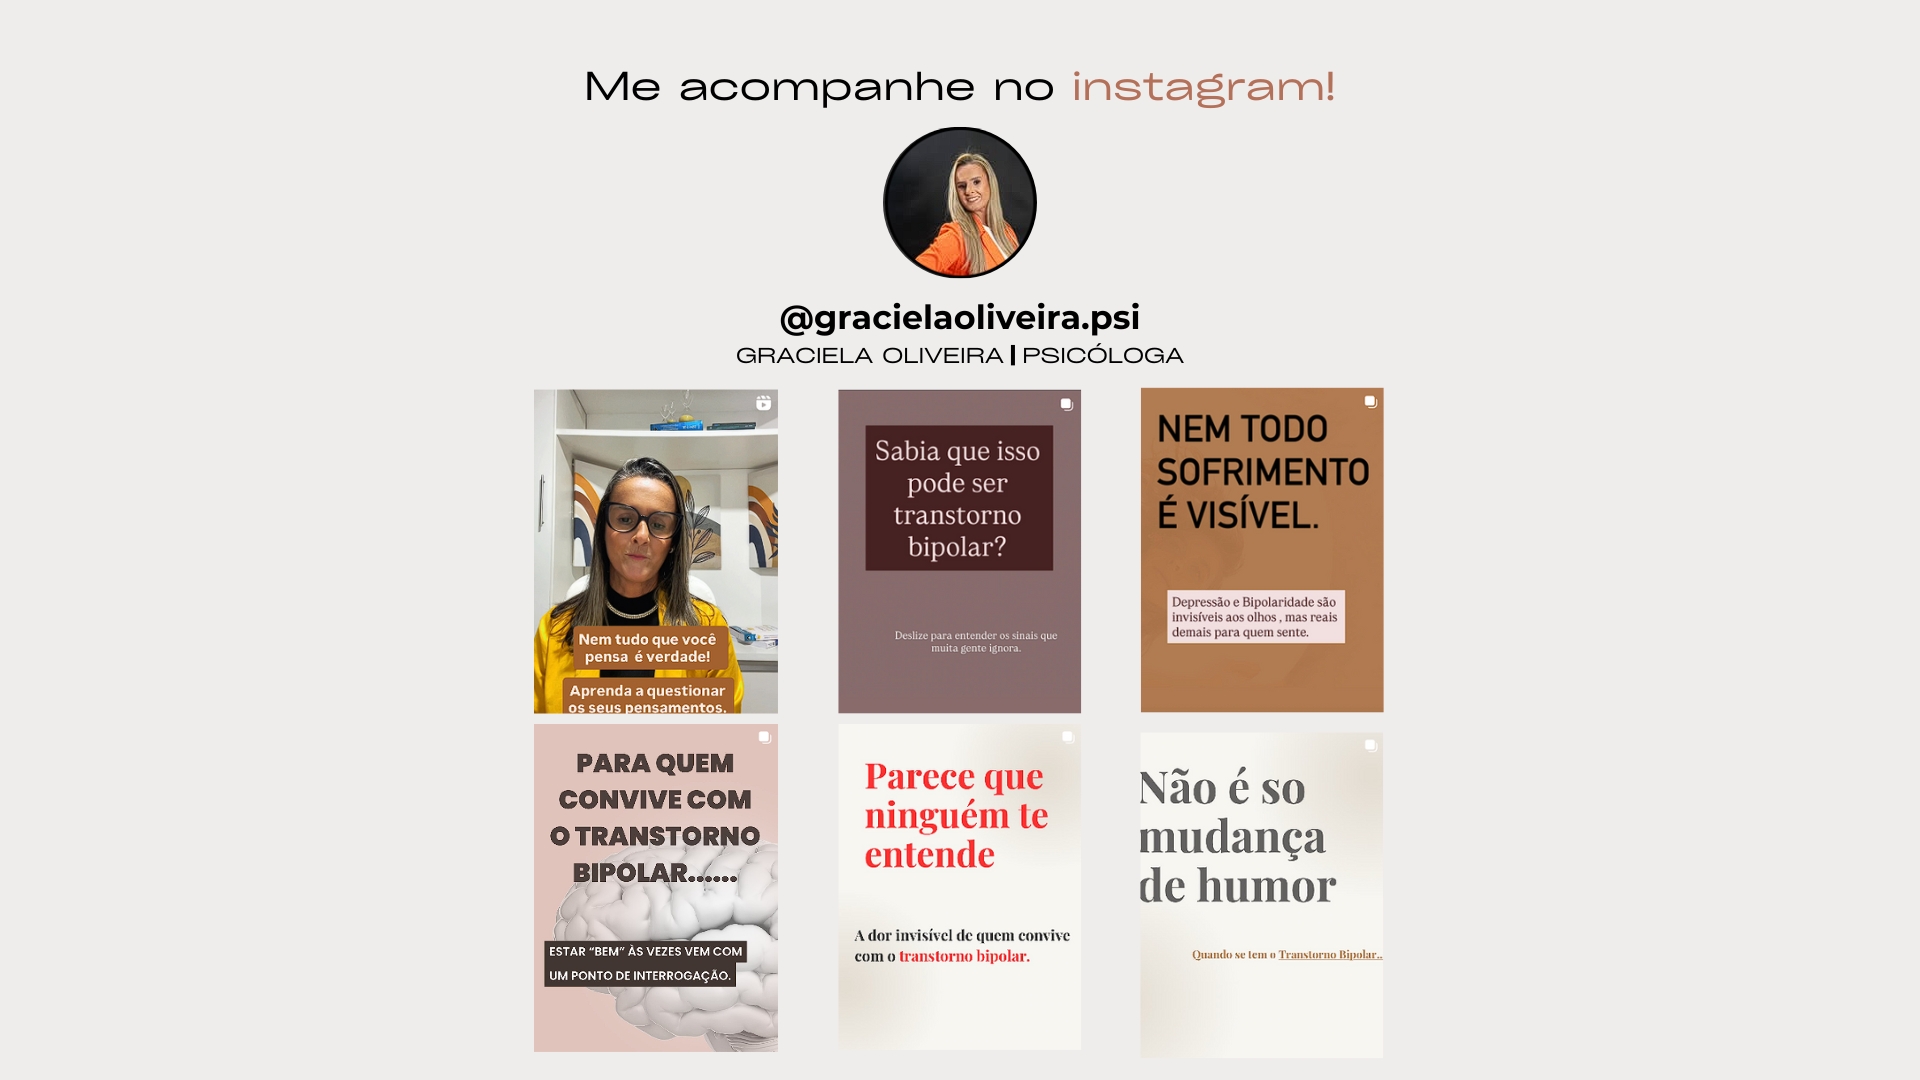 Me acompanhe no instagram!
@gracielaoliveira.psi
GRACIELA OLIVEIRA | PSICÓLOGA
Nem tudo que você
pensa é verdade!
Aprenda a questionar
os seus pensamentos.
Sabia que isso
pode ser
transtorno
bipolar?
Deslize para entender os sinais que
muita gente ignora.
NEM TODO
SOFRIMENTO
É VISÍVEL.
Depressão e Bipolaridade são
invisíveis aos olhos , mas reais
demais para quem sente.
PARA QUEM
CONVIVE COM
O TRANSTORNO
BIPOLAR......
ESTAR “BEM” ÀS VEZES VEM COM
UM PONTO DE INTERROGAÇÃO.
Parece que
ninguém te
entende
A dor invisível de quem convive
com o transtorno bipolar.
Não é so
mudança
de humor
Quando se tem o Transtorno Bipolar..